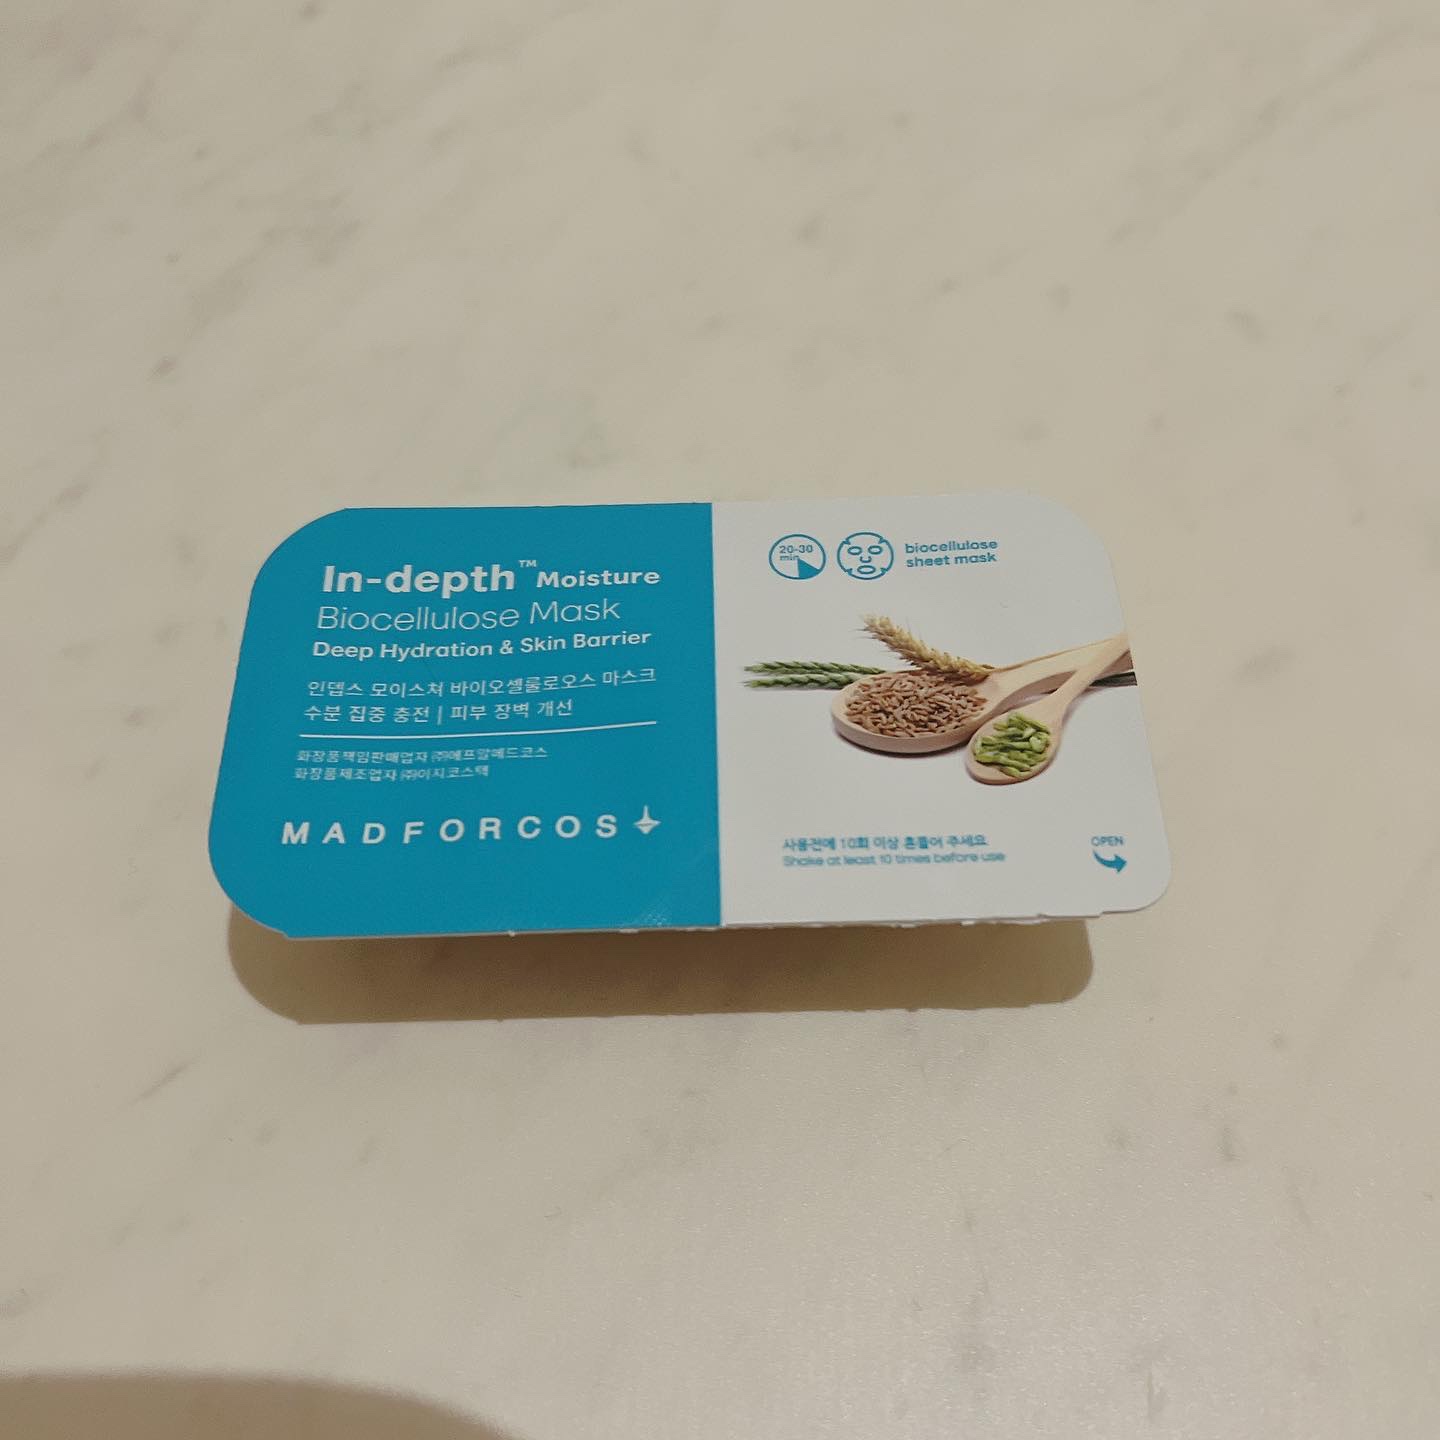 In-depth™ Moisture
Biocellulose Mask
Deep Hydration & Skin Barrier
인뎁스 모이스쳐 바이오셀룰로오스 마스크
수분 집중 충전 | 피부 장벽 개선
화장품책임판매업자 ㈜에프알메드코스
화장품제조업자 ㈜이지코스텍
MADFORCOS
20-30
min
biocellulose
sheet mask
사용전에 10회 이상 흔들어 주세요
Shake at least 10 times before use
OPEN